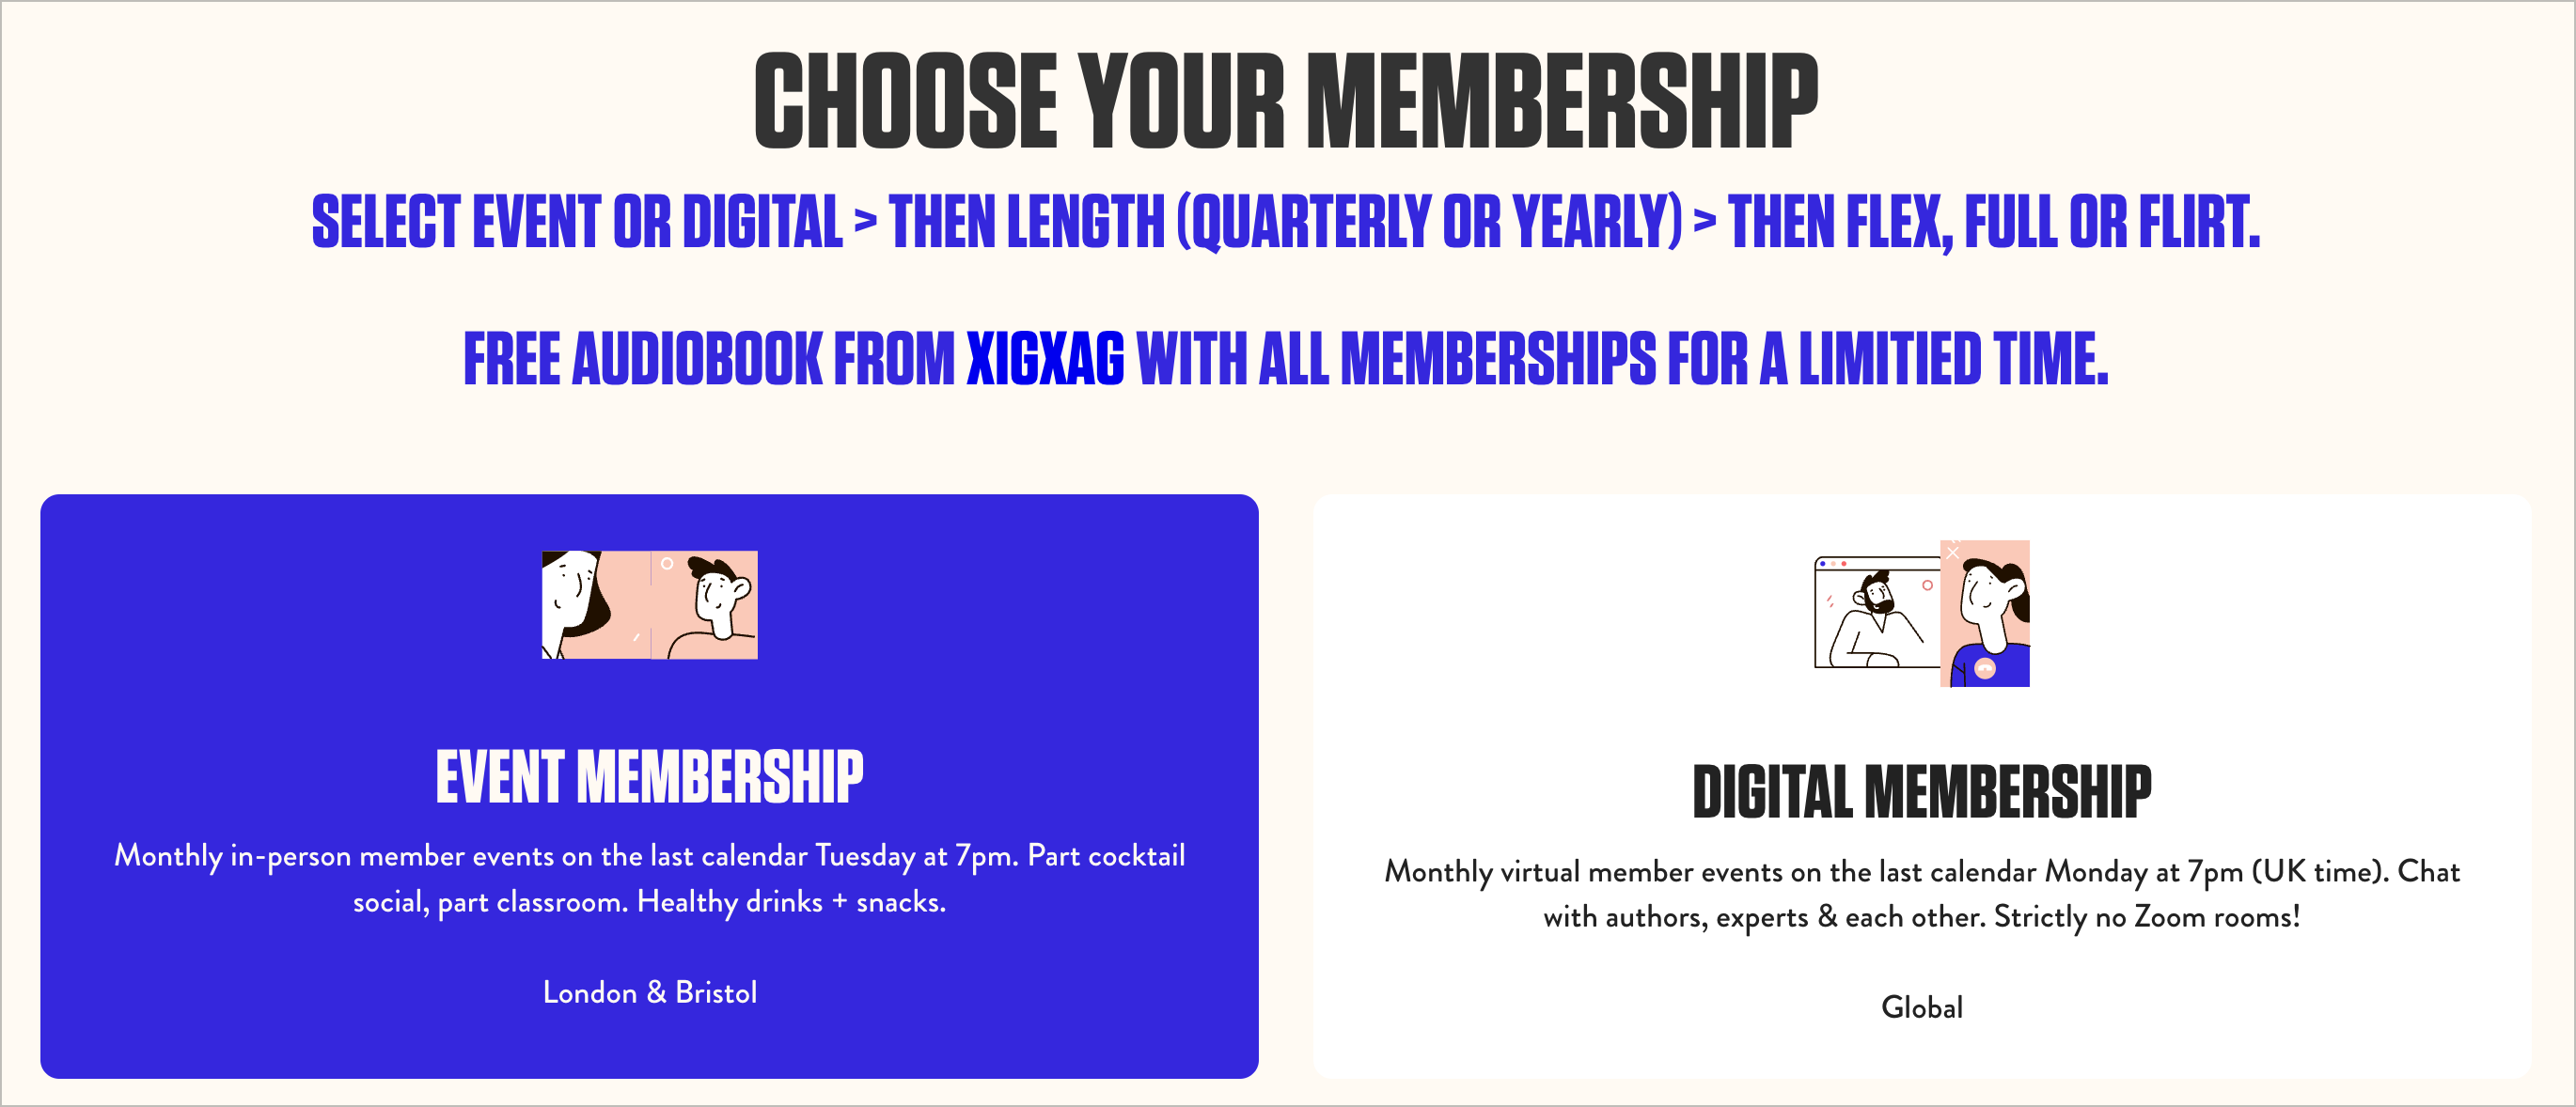 CHOOSE YOUR MEMBERSHIP
SELECT EVENT OR DIGITAL > THEN LENGTH (QUARTERLY OR YEARLY) > THEN FLEX, FULL OR FLIRT.
FREE AUDIOBOOK FROM XIGXAG WITH ALL MEMBERSHIPS FOR A LIMITIED TIME.
EVENT MEMBERSHIP
Monthly in-person member events on the last calendar Tuesday at 7pm. Part cocktail
social, part classroom. Healthy drinks + snacks.
London & Bristol
DIGITAL MEMBERSHIP
Monthly virtual member events on the last calendar Monday at 7pm (UK time). Chat
with authors, experts & each other. Strictly no Zoom rooms!
Global